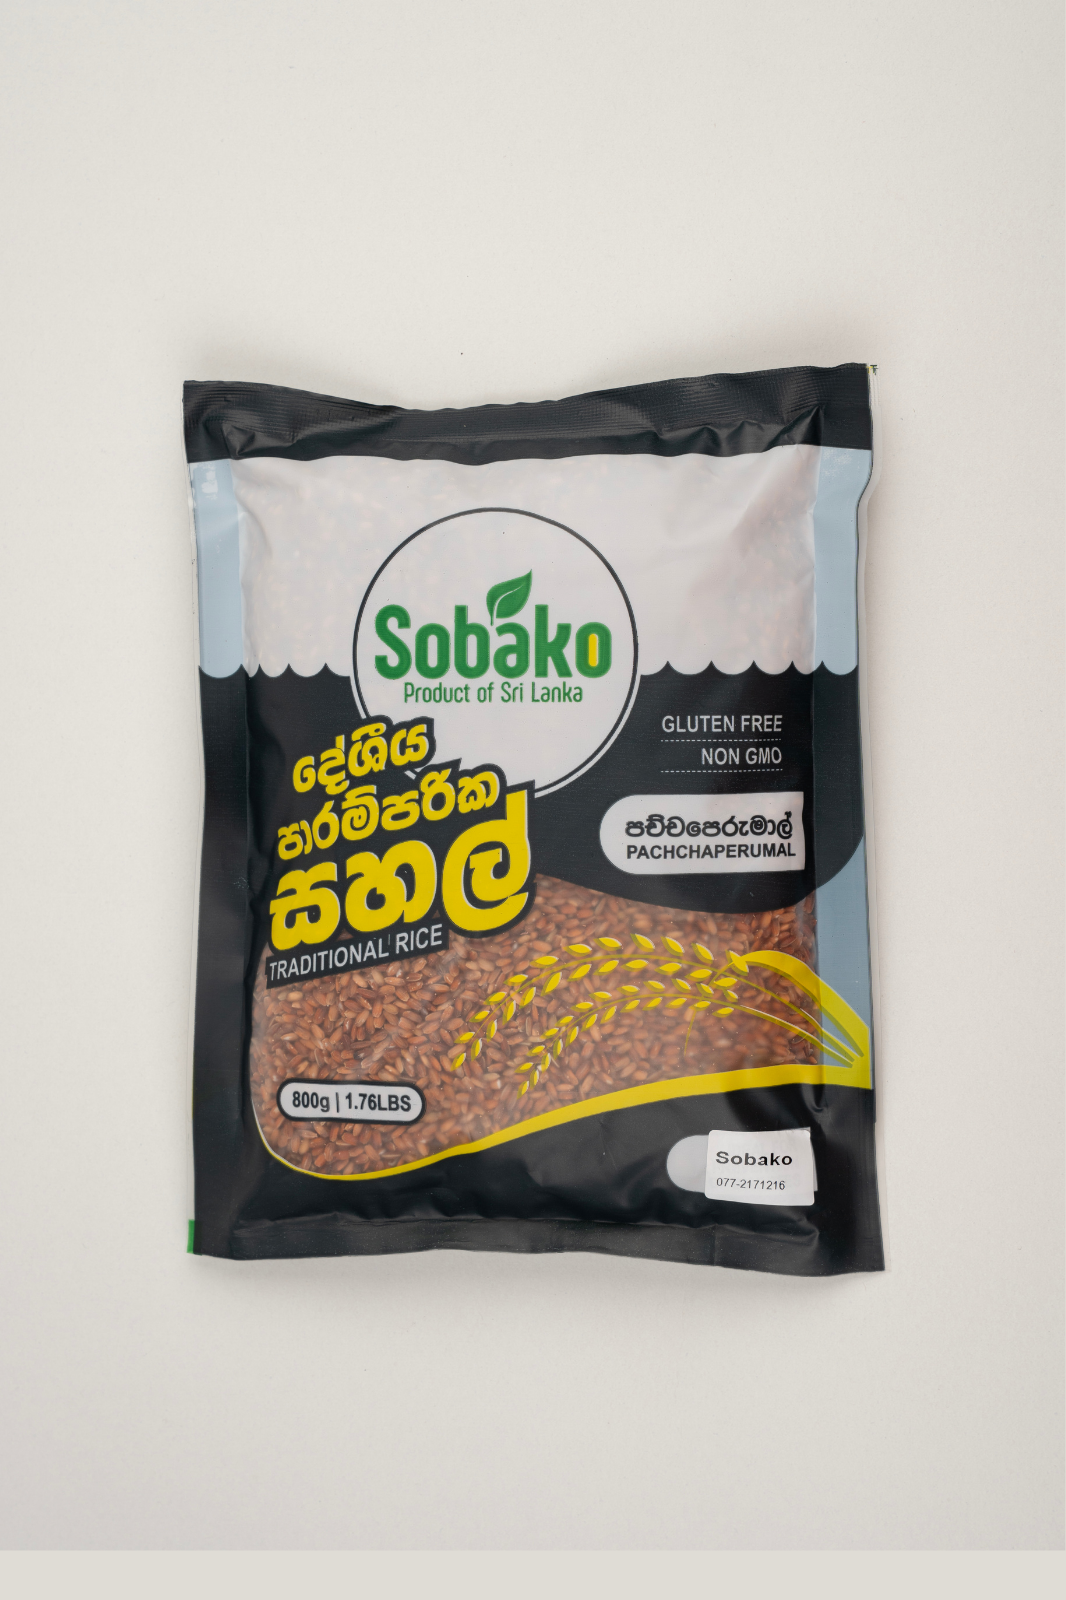 Sobako
Product of Sri Lanka
දේශීය
පාරම්පරික
සහල්
TRADITIONAL RICE
GLUTEN FREE
NON GMO
පච්චපෙරුමාල්
PACHCHAPERUMAL
800g | 1.76LBS
Sobako
077-2171216